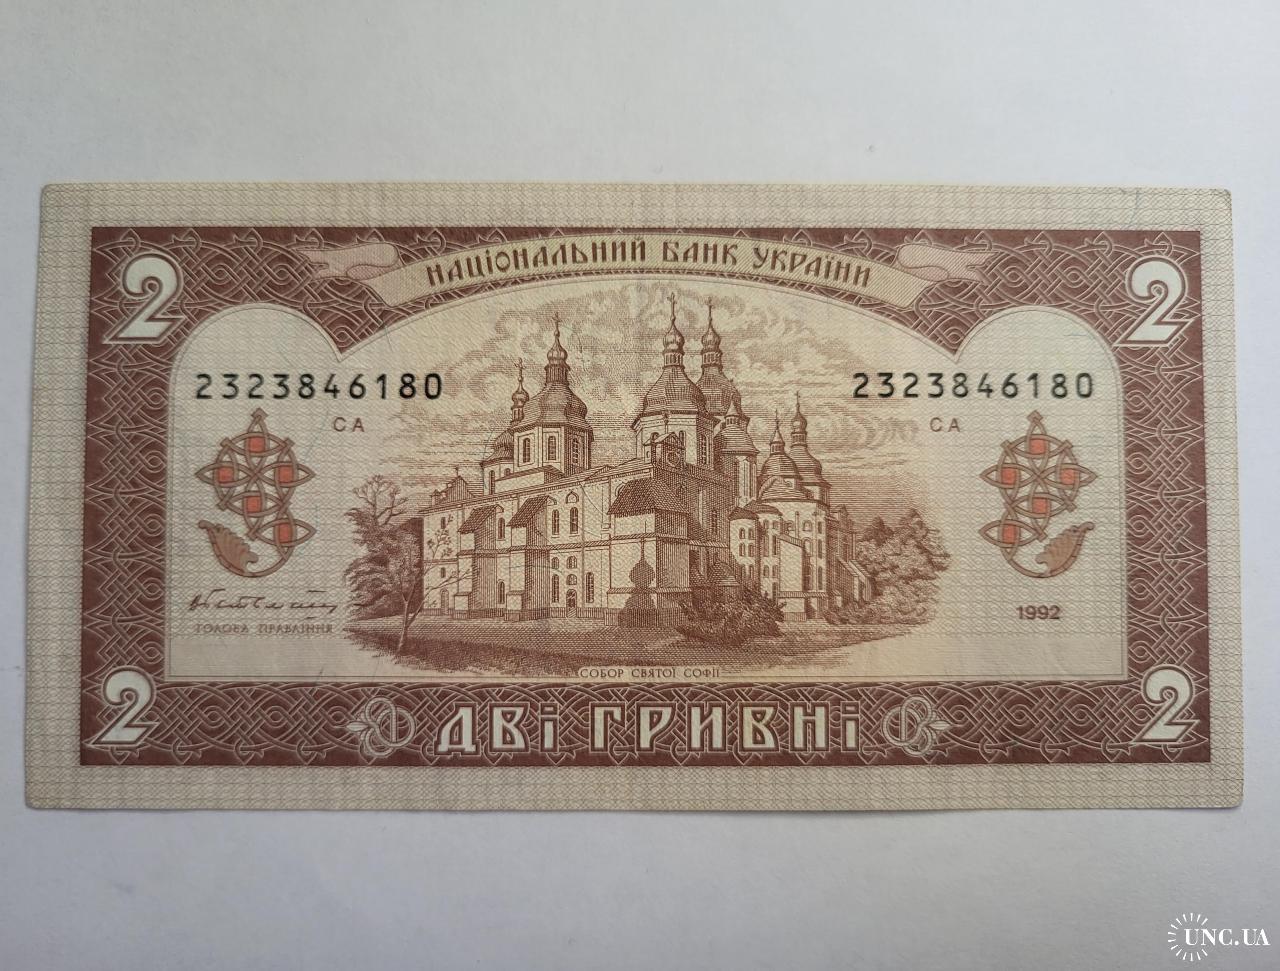 НАЦІОНАЛЬНИЙ БАНК УКРАЇНИ
2 2
2323846180 2323846180
СА СА
ГОЛОВА ПРАВЛІННЯ
1992
СОБОР СВЯТОЇ СОФІЇ
2 ДВІ ГРИВНІ 2
UNC.UA